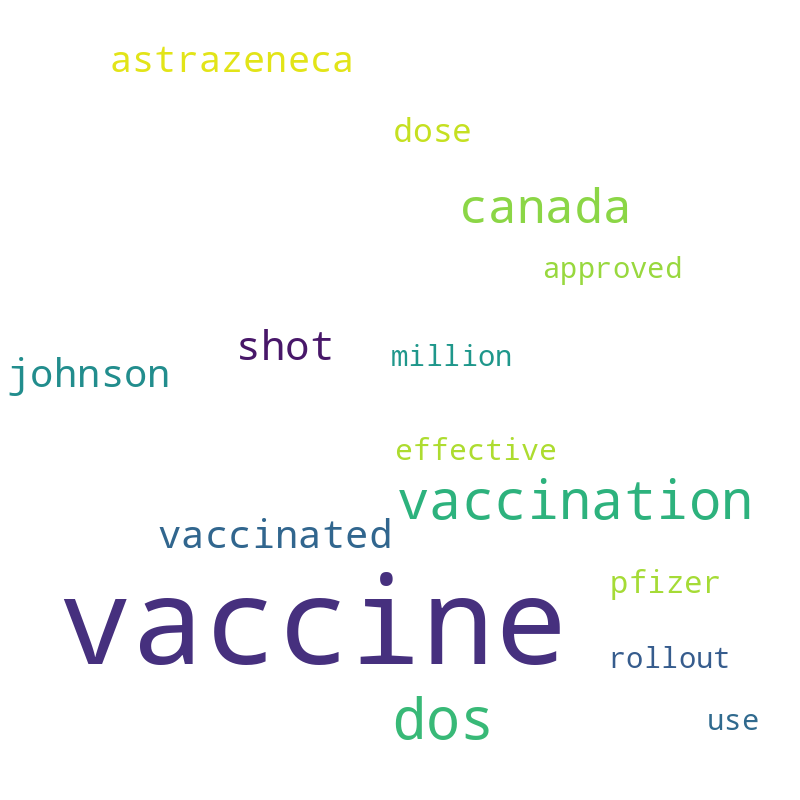 astrazeneca
dose
canada
approved
shot
million
johnson
effective
vaccination
vaccinated
pfizer
vaccine
rollout
dos
use